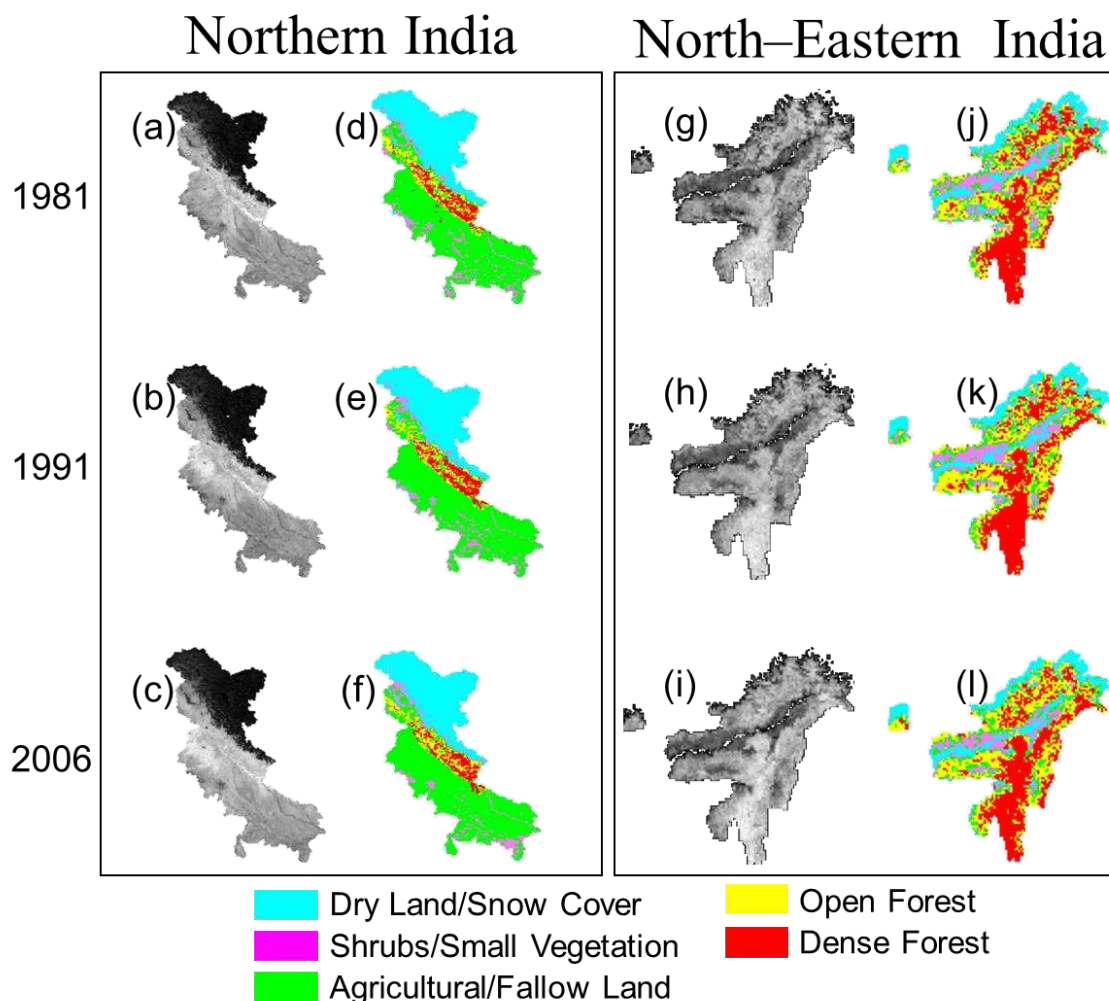 Northern India
North–Eastern India
(a)
(d)
(g)
(j)
1981
(b)
(e)
(h)
(k)
1991
(c)
(f)
(i)
(l)
2006
Dry Land/Snow Cover
Open Forest
Shrubs/Small Vegetation
Dense Forest
Agricultural/Fallow Land